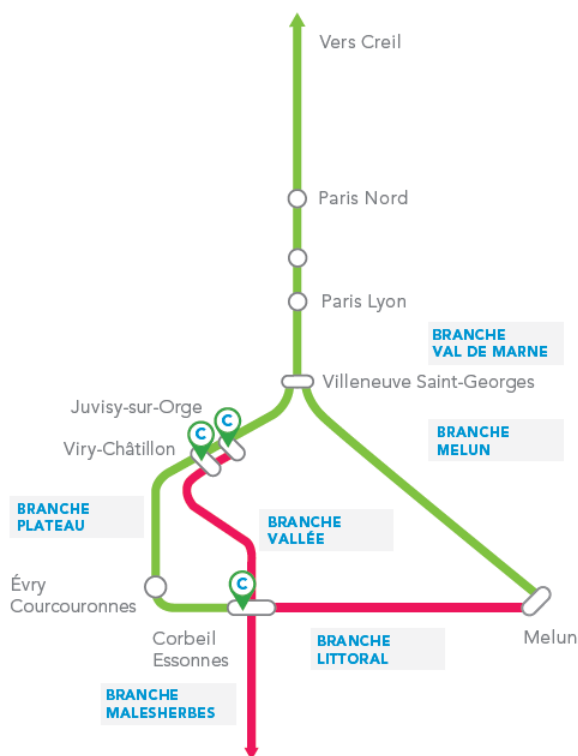 Vers Creil
Paris Nord
Paris Lyon
BRANCHE
VAL DE MARNE
Villeneuve Saint-Georges
Juvisy-sur-Orge
C
Viry-Châtillon
C
BRANCHE
MELUN
BRANCHE
PLATEAU
BRANCHE
VALLÉE
Évry
Courcouronnes
C
Corbeil
Essonnes
BRANCHE
LITTORAL
Melun
BRANCHE
MALESHERBES